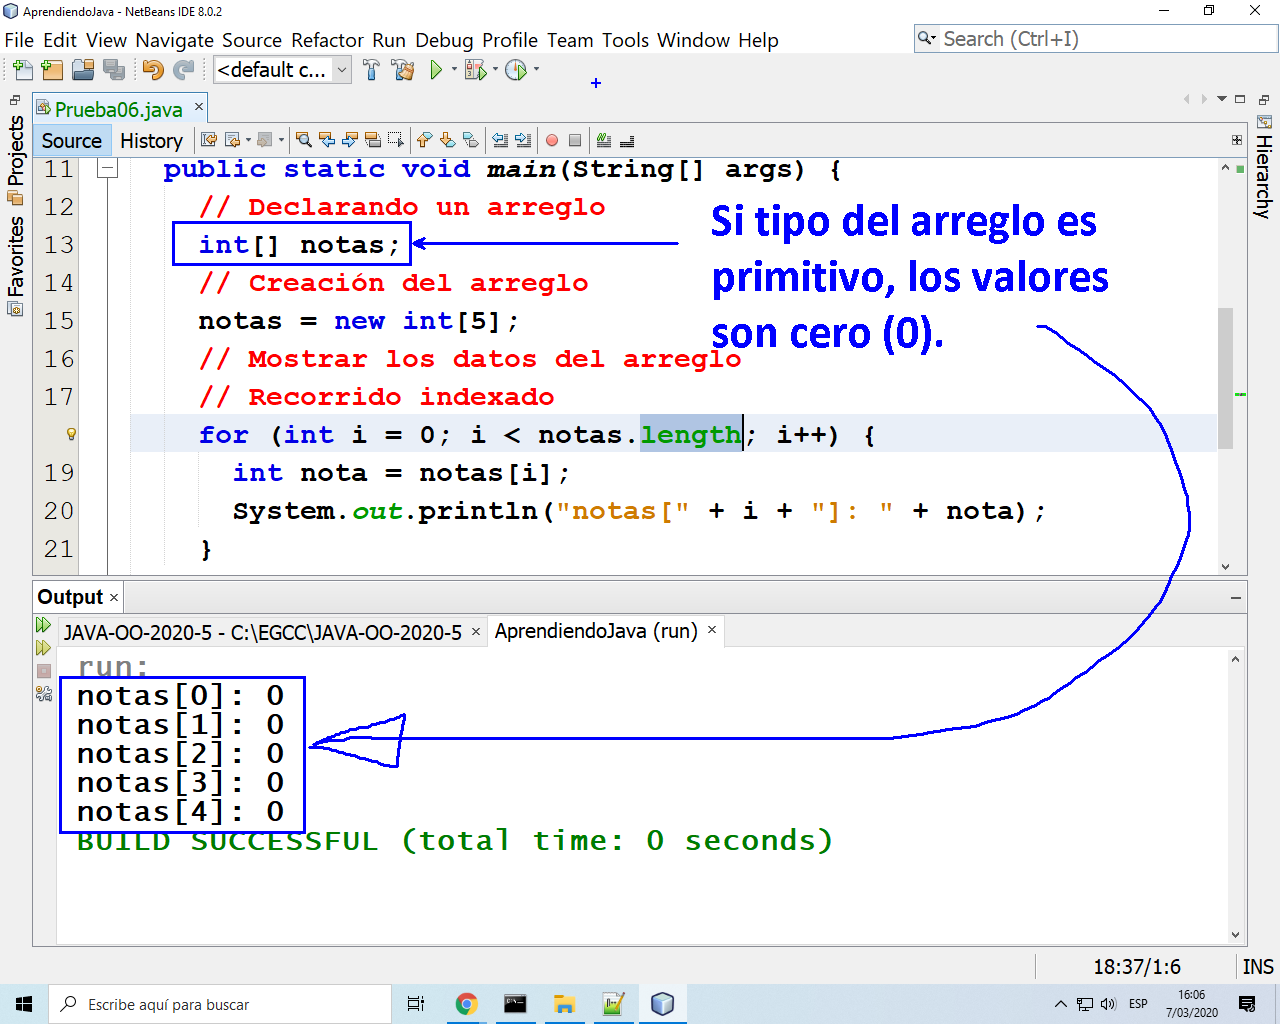 AprendiendoJava - NetBeans IDE 8.0.2
File Edit View Navigate Source Refactor Run Debug Profile Team Tools Window Help
Search (Ctrl+I)
<default c...
Prueba06.java
Source History
Projects
Favorites
Hierarchy
11 public static void main(String[] args) {
12 // Declarando un arreglo
13 int[] notas;
14 // Creación del arreglo
15 notas = new int[5];
16 // Mostrar los datos del arreglo
17 // Recorrido indexado
for (int i = 0; i < notas.length; i++) {
19 int nota = notas[i];
20 System.out.println("notas[" + i + "]: " + nota);
21 }
Si tipo del arreglo es
primitivo, los valores
son cero (0).
Output
JAVA-OO-2020-5 - C:\EGCC\JAVA-OO-2020-5
AprendiendoJava (run)
run:
notas[0]: 0
notas[1]: 0
notas[2]: 0
notas[3]: 0
notas[4]: 0
BUILD SUCCESSFUL (total time: 0 seconds)
18:37/1:6 INS
Escribe aquí para buscar
ESP
16:06
7/03/2020